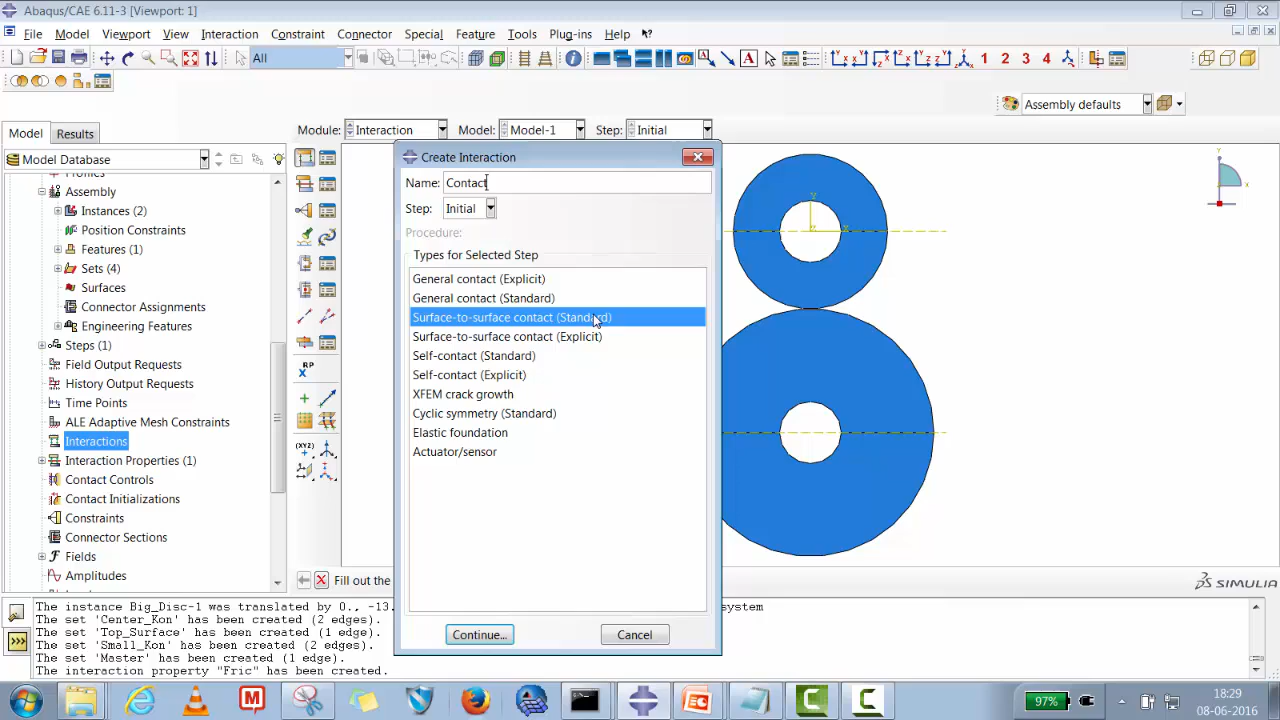 Abaqus/CAE 6.11-3 [Viewport: 1]
File Model Viewport View Interaction Constraint Connector Special Feature Tools Plug-ins Help
All
A
1 2 3 4
Assembly defaults
Model Results
Module: Interaction Model: Model-1 Step: Initial
Model Database
Profiles
Assembly
Instances (2)
Position Constraints
Features (1)
Sets (4)
Surfaces
Connector Assignments
Engineering Features
Steps (1)
Field Output Requests
History Output Requests
Time Points
ALE Adaptive Mesh Constraints
Interactions
Interaction Properties (1)
Contact Controls
Contact Initializations
Constraints
Connector Sections
Fields
Amplitudes
RP
(XYZ)
Create Interaction
Name: Contact
Step: Initial
Procedure:
Types for Selected Step
General contact (Explicit)
General contact (Standard)
Surface-to-surface contact (Standard)
Surface-to-surface contact (Explicit)
Self-contact (Standard)
Self-contact (Explicit)
XFEM crack growth
Cyclic symmetry (Standard)
Elastic foundation
Actuator/sensor
Continue... Cancel
Fill out the
SIMULIA
The instance Big_Disc-1 was translated by 0., -13. system
The set 'Center_Kon' has been created (2 edges).
The set 'Top_Surface' has been created (1 edge).
The set 'Small_Kon' has been created (2 edges).
The set 'Master' has been created (1 edge).
The interaction property "Fric" has been created.
97%
18:29
08-06-2016